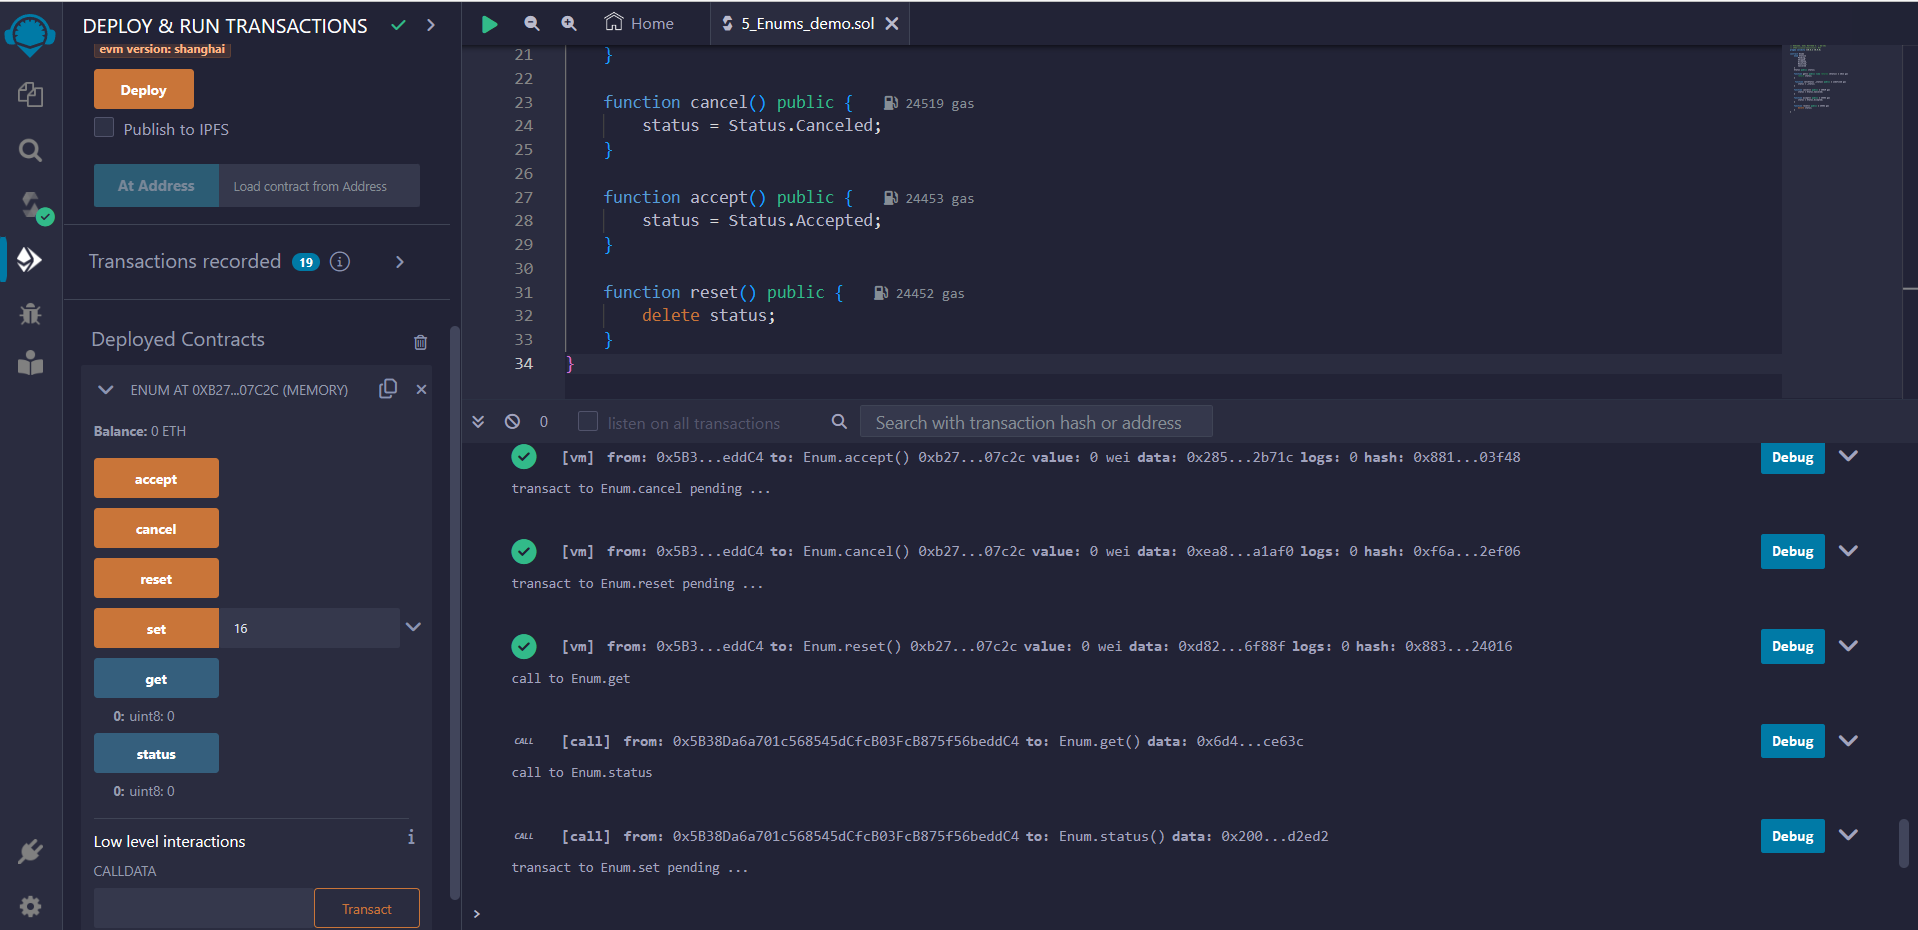 DEPLOY & RUN TRANSACTIONS
evm version: shanghai
Deploy
Publish to IPFS
At Address
Load contract from Address
Transactions recorded 19
Deployed Contracts
ENUM AT 0XB27...07C2C (MEMORY)
Balance: 0 ETH
accept
cancel
reset
set 16
get
0: uint8: 0
status
0: uint8: 0
Low level interactions
CALLDATA
Transact
Home
5_Enums_demo.sol
21 }
22
23 function cancel() public { 24519 gas
24 status = Status.Canceled;
25 }
26
27 function accept() public { 24453 gas
28 status = Status.Accepted;
29 }
30
31 function reset() public { 24452 gas
32 delete status;
33 }
34 }
0 listen on all transactions Search with transaction hash or address
[vm] from: 0x5B3...eddC4 to: Enum.accept() 0xb27...07c2c value: 0 wei data: 0x285...2b71c logs: 0 hash: 0x881...03f48 Debug
transact to Enum.cancel pending ...
[vm] from: 0x5B3...eddC4 to: Enum.cancel() 0xb27...07c2c value: 0 wei data: 0xea8...a1af0 logs: 0 hash: 0xf6a...2ef06 Debug
transact to Enum.reset pending ...
[vm] from: 0x5B3...eddC4 to: Enum.reset() 0xb27...07c2c value: 0 wei data: 0xd82...6f88f logs: 0 hash: 0x883...24016 Debug
call to Enum.get
CALL [call] from: 0x5B38Da6a701c568545dCfcB03FcB875f56beddC4 to: Enum.get() data: 0x6d4...ce63c Debug
call to Enum.status
CALL [call] from: 0x5B38Da6a701c568545dCfcB03FcB875f56beddC4 to: Enum.status() data: 0x200...d2ed2 Debug
transact to Enum.set pending ...
>